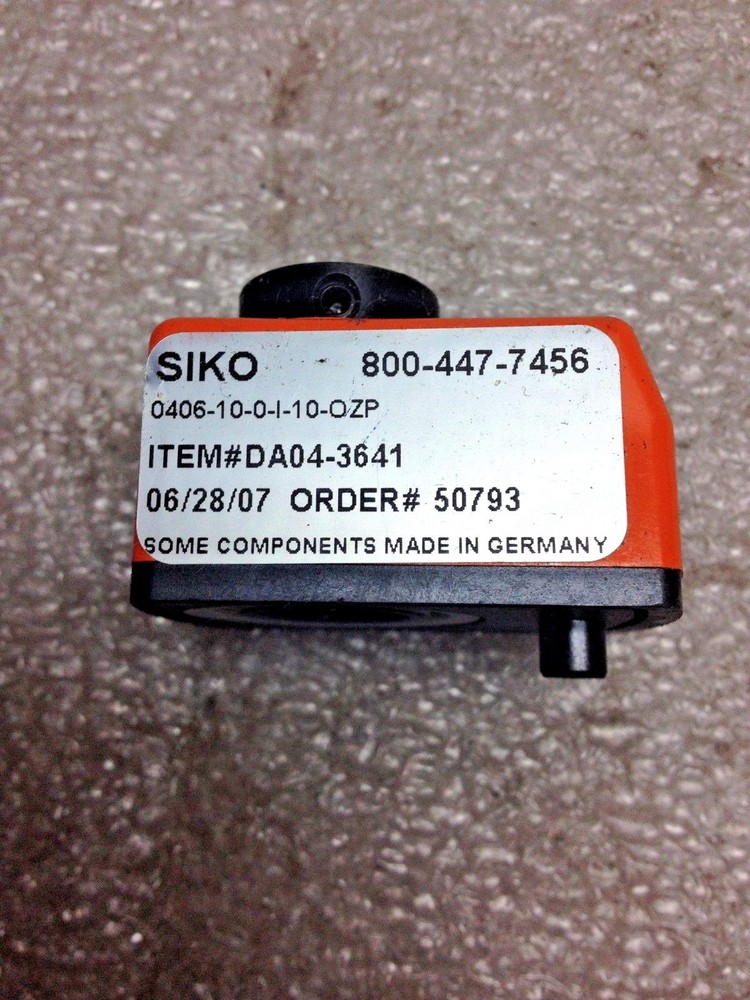 SIKO 800-447-7456
0406-10-0-I-10-OZP
ITEM#DA04-3641
06/28/07 ORDER# 50793
SOME COMPONENTS MADE IN GERMANY